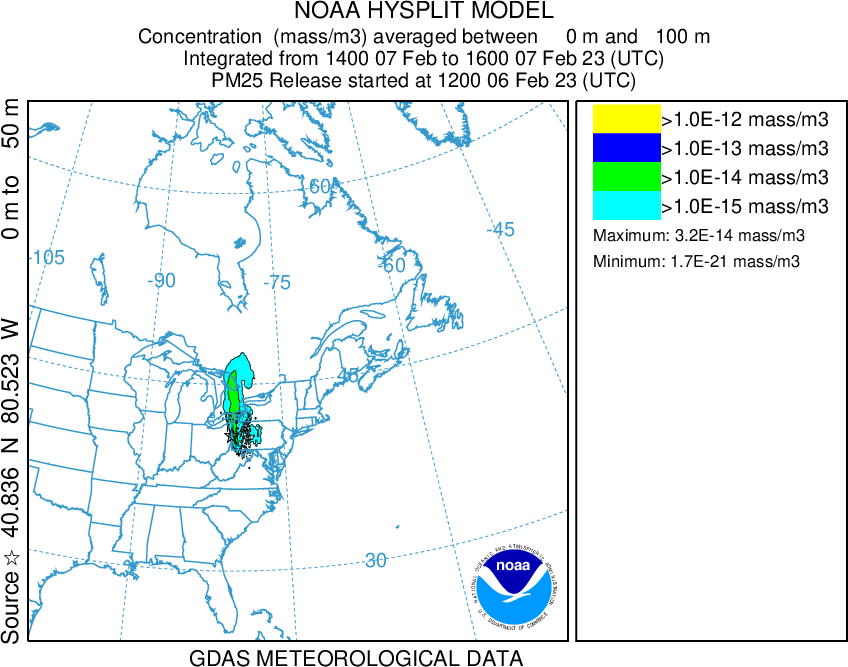 NOAA HYSPLIT MODEL
Concentration (mass/m3) averaged between 0 m and 100 m
Integrated from 1400 07 Feb to 1600 07 Feb 23 (UTC)
PM25 Release started at 1200 06 Feb 23 (UTC)
Source ☆ 40.836 N 80.523 W 0 m to 50 m
>1.0E-12 mass/m3
>1.0E-13 mass/m3
>1.0E-14 mass/m3
>1.0E-15 mass/m3
Maximum: 3.2E-14 mass/m3
Minimum: 1.7E-21 mass/m3
60
-45
-105
-60
-90
-75
45
30
NATIONAL OCEANIC AND ATMOSPHERIC ADMINISTRATION
noaa
U.S. DEPARTMENT OF COMMERCE
GDAS METEOROLOGICAL DATA